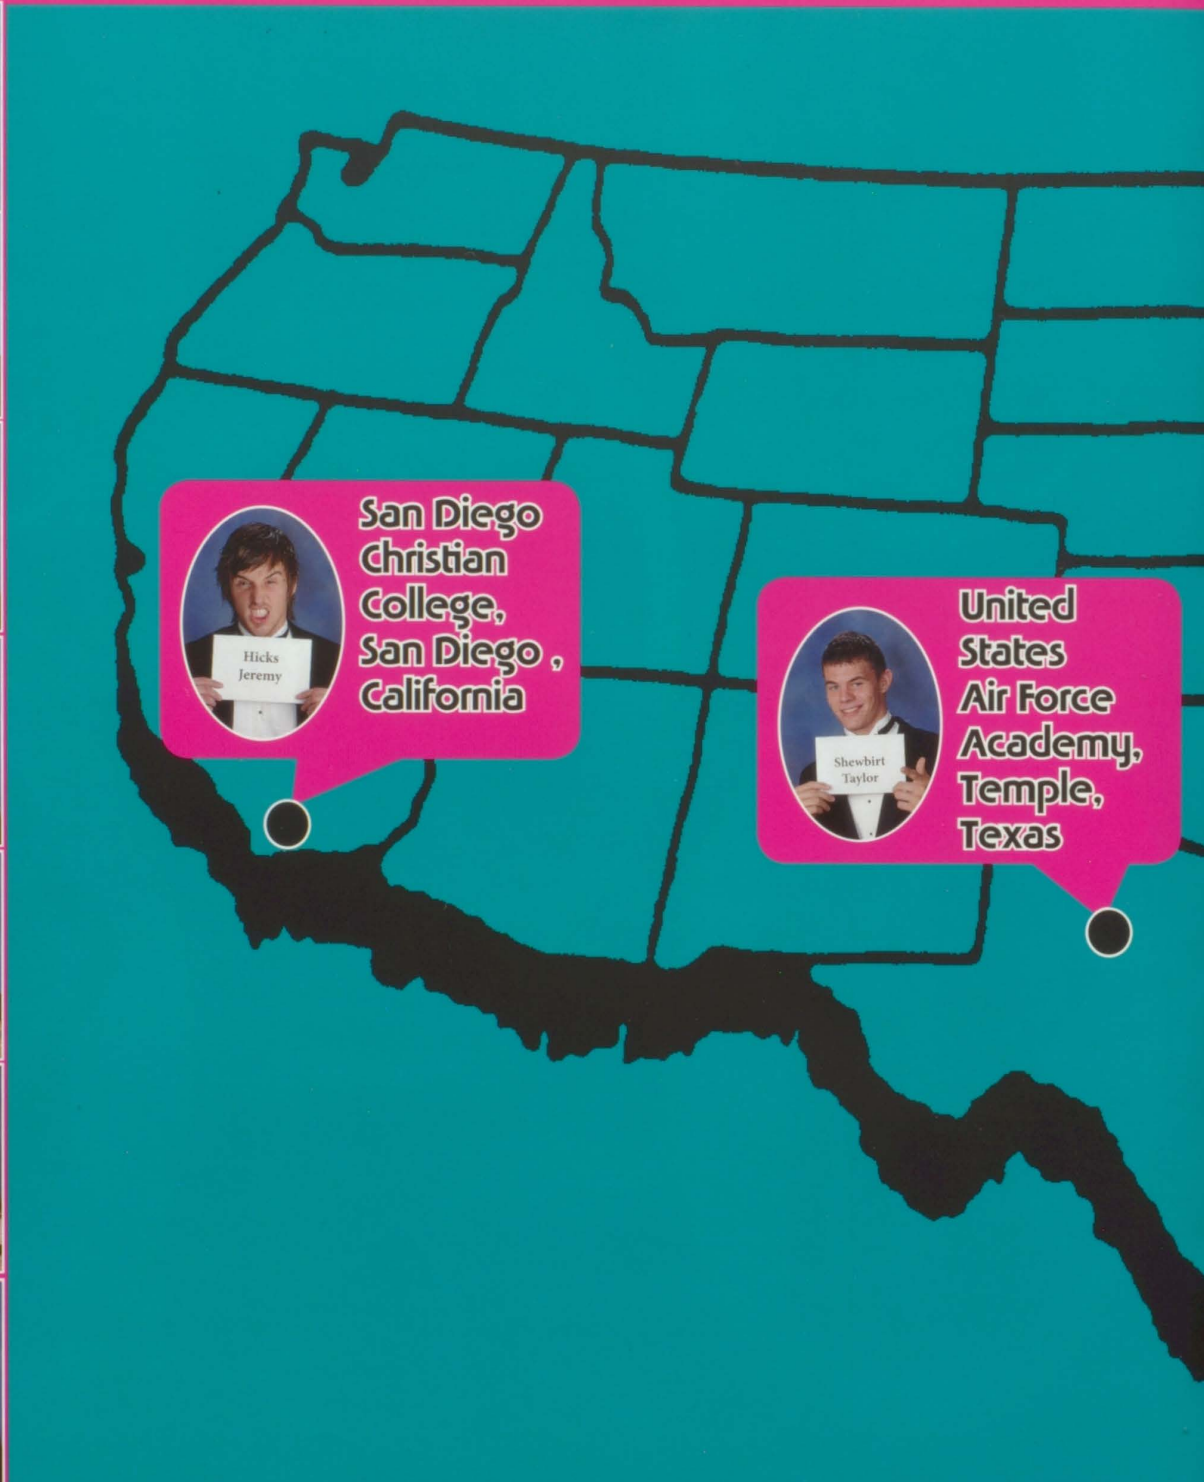 Hicks
Jeremy
San Diego
Christian
College,
San Diego ,
California
Shewbirt
Taylor
United
States
Air Force
Academy,
Temple,
Texas